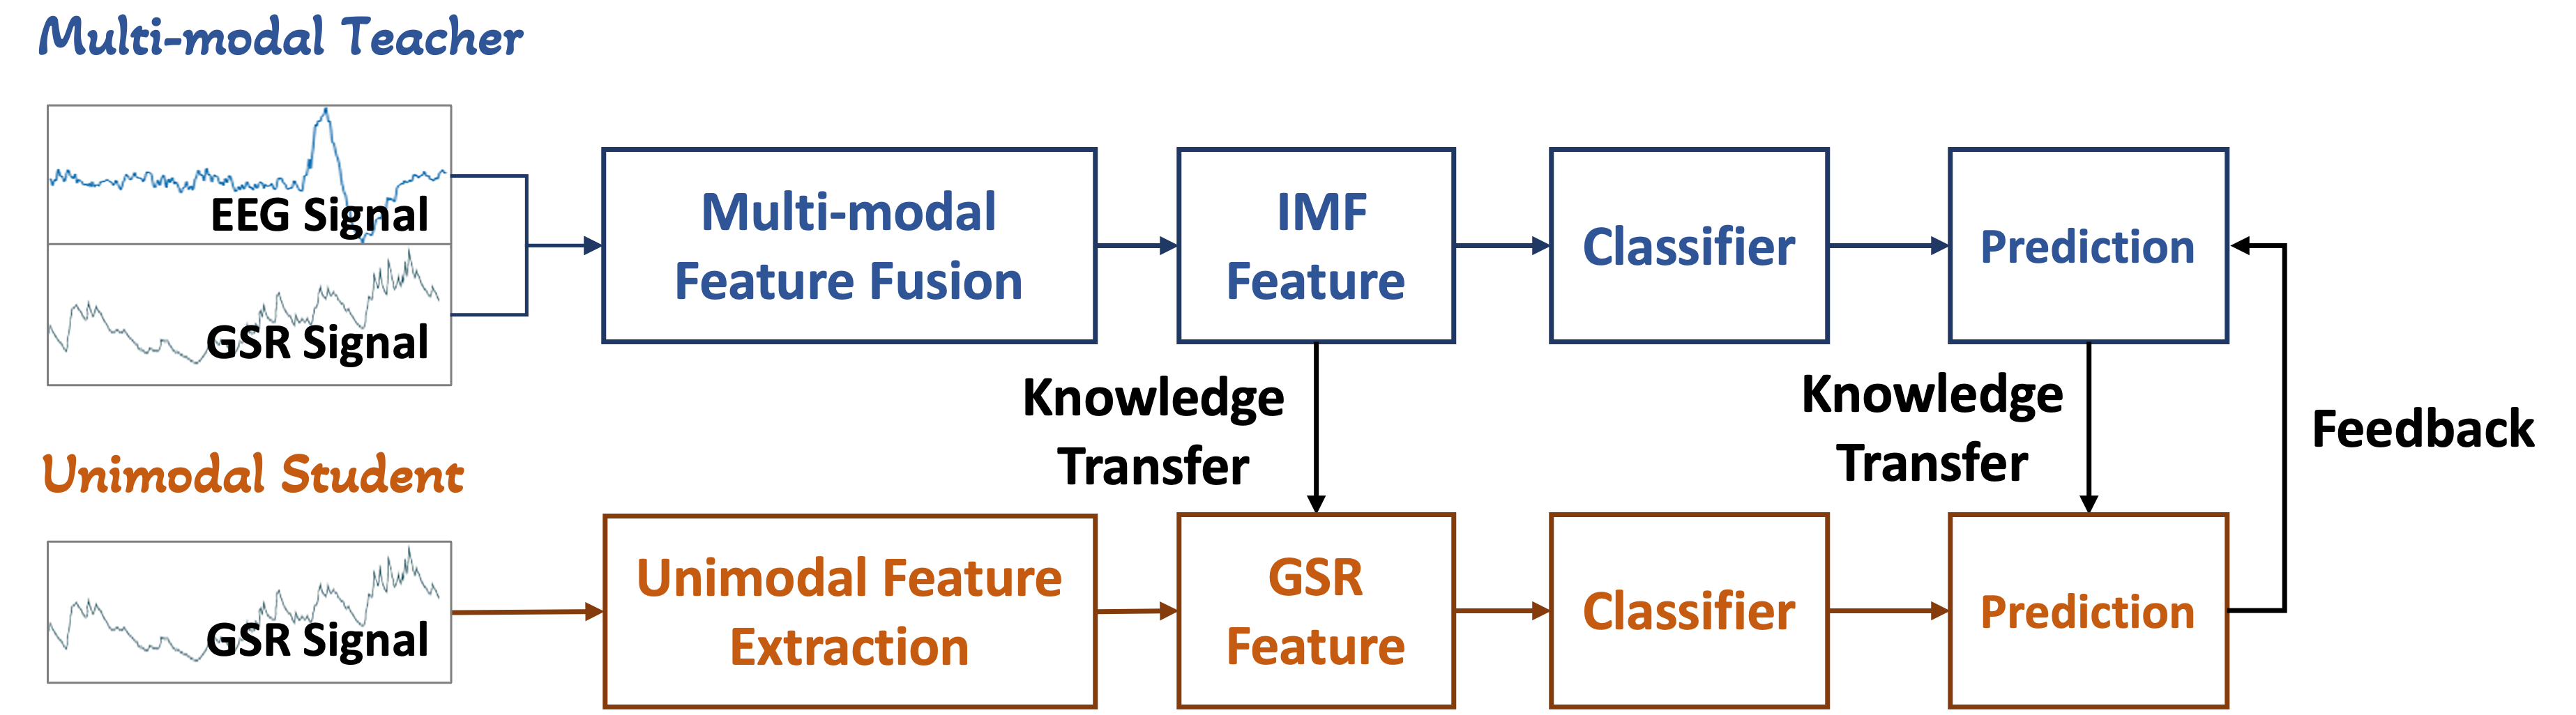 Multi-modal Teacher
EEG Signal
GSR Signal
Multi-modal
Feature Fusion
IMF
Feature
Classifier
Prediction
Knowledge
Transfer
Knowledge
Transfer
Feedback
Unimodal Student
GSR Signal
Unimodal Feature
Extraction
GSR
Feature
Classifier
Prediction